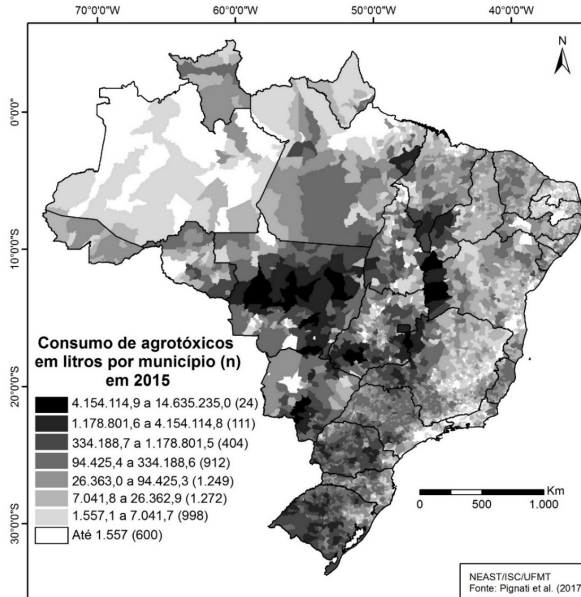 70°0'0"W 60°0'0"W 50°0'0"W 40°0'0"W
N
0°0'0"
10°0'0"S
20°0'0"S
30°0'0"S
Consumo de agrotóxicos
em litros por município (n)
em 2015
4.154.114,9 a 14.635.235,0 (24)
1.178.801,6 a 4.154.114,8 (111)
334.188,7 a 1.178.801,5 (404)
94.425,4 a 334.188,6 (912)
26.363,0 a 94.425,3 (1.249)
7.041,8 a 26.362,9 (1.272)
1.557,1 a 7.041,7 (998)
Até 1.557 (600)
Km
0 500 1.000
NEAST/ISC/UFMT
Fonte: Pignati et al. (2017